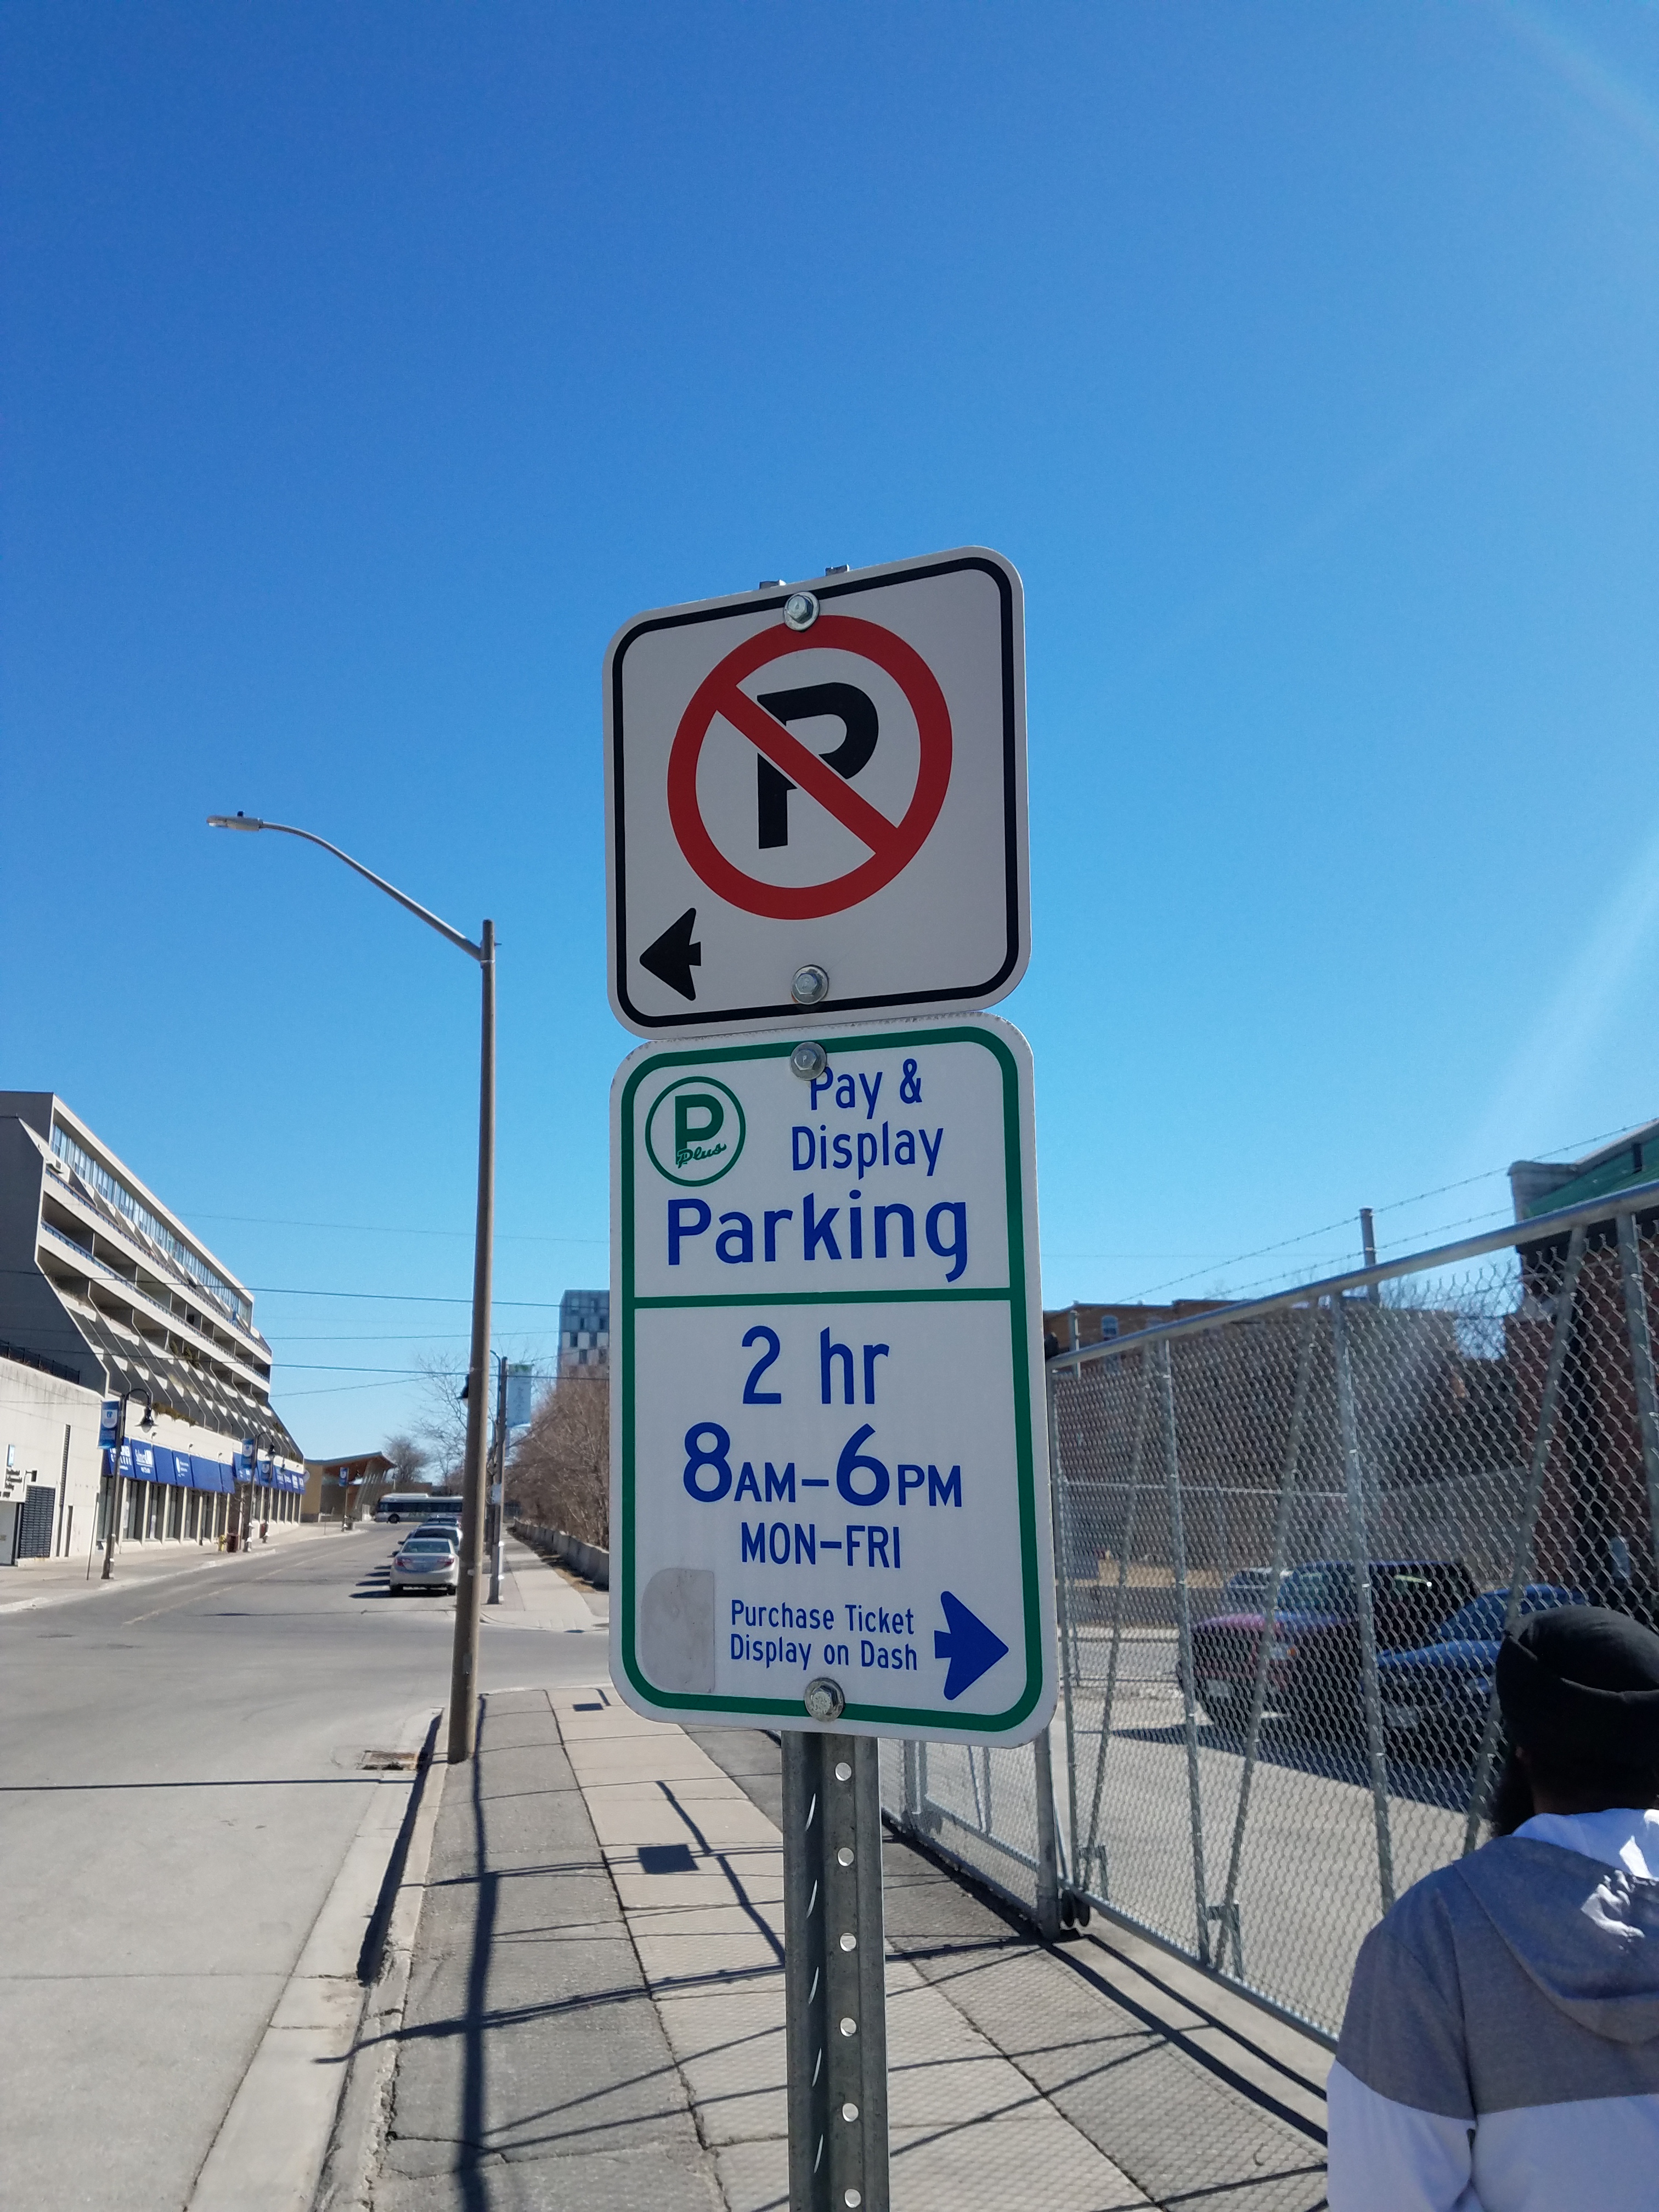 P
P
Plus
Pay &
Display
Parking
2 hr
8AM-6PM
MON-FRI
Purchase Ticket
Display on Dash